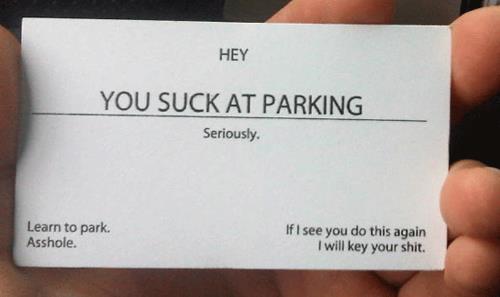 HEY
YOU SUCK AT PARKING
Seriously.
Learn to park.
Asshole.
If I see you do this again
I will key your shit.